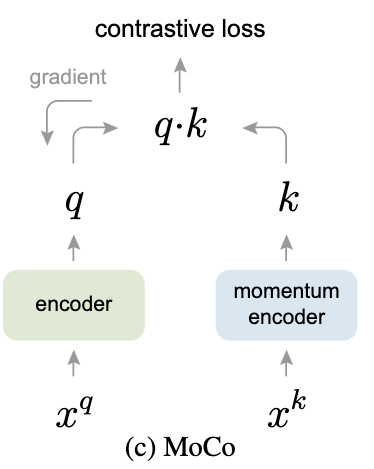 contrastive loss
gradient
q·k
q k
encoder momentum encoder
x^q x^k
(c) MoCo